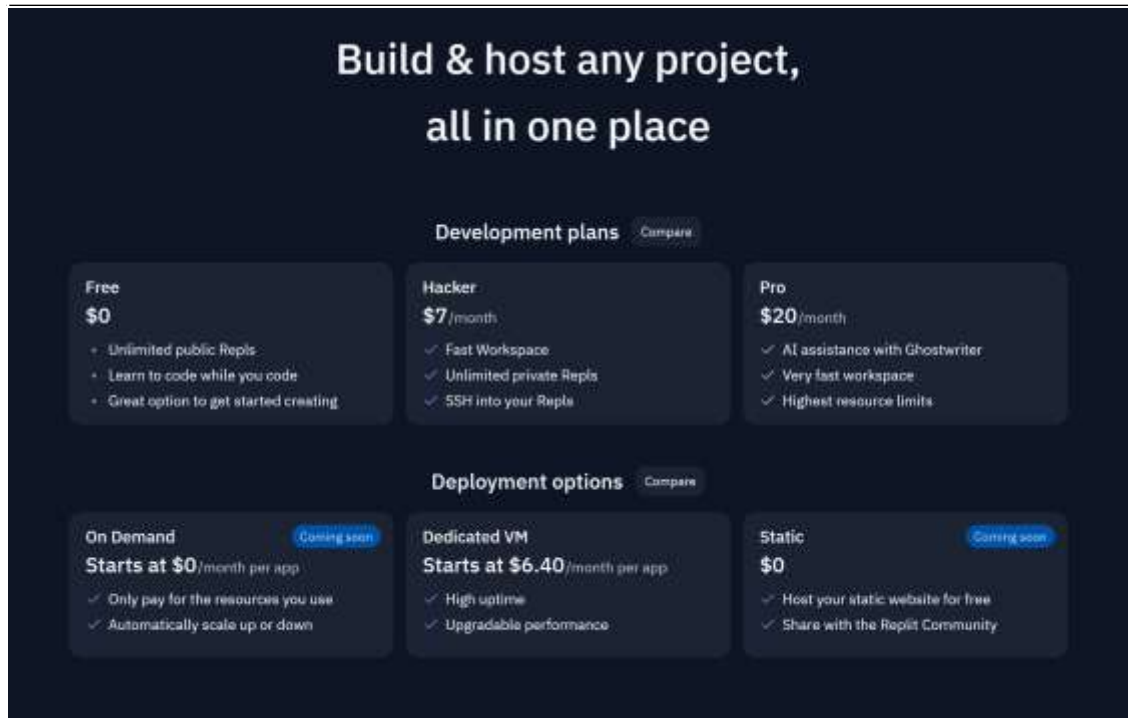 Build & host any project,
all in one place
Development plans Compare
Free
$0
Unlimited public Repls
Learn to code while you code
Great option to get started creating
Hacker
$7/month
Fast Workspace
Unlimited private Repls
SSH into your Repls
Pro
$20/month
AI assistance with Ghostwriter
Very fast workspace
Highest resource limits
Deployment options Compare
On Demand Coming soon
Starts at $0/month per app
Only pay for the resources you use
Automatically scale up or down
Dedicated VM
Starts at $6.40/month per app
High uptime
Upgradable performance
Static Coming soon
$0
Host your static website for free
Share with the Replit Community